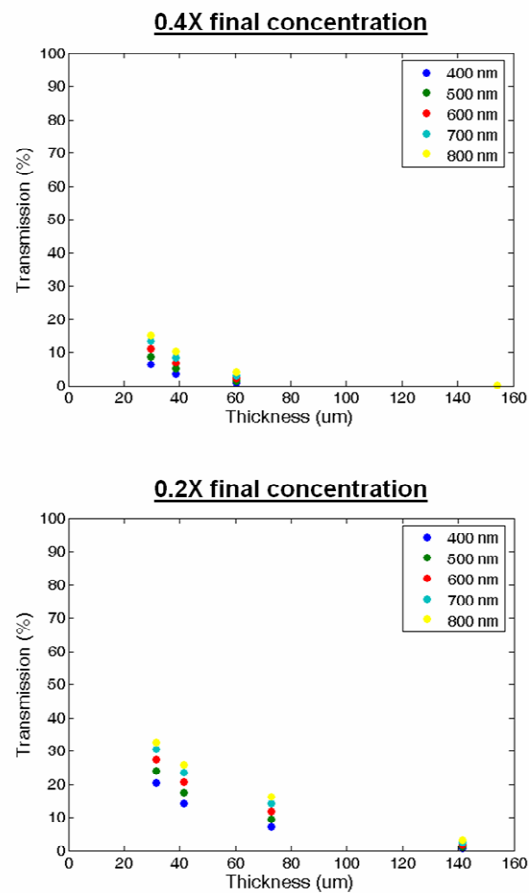 0.4X final concentration
100
90
80
70
60
50
40
30
20
10
0
Transmission (%)
400 nm
500 nm
600 nm
700 nm
800 nm
0 20 40 60 80 100 120 140 160
Thickness (um)
0.2X final concentration
100
90
80
70
60
50
40
30
20
10
0
Transmission (%)
400 nm
500 nm
600 nm
700 nm
800 nm
0 20 40 60 80 100 120 140 160
Thickness (um)